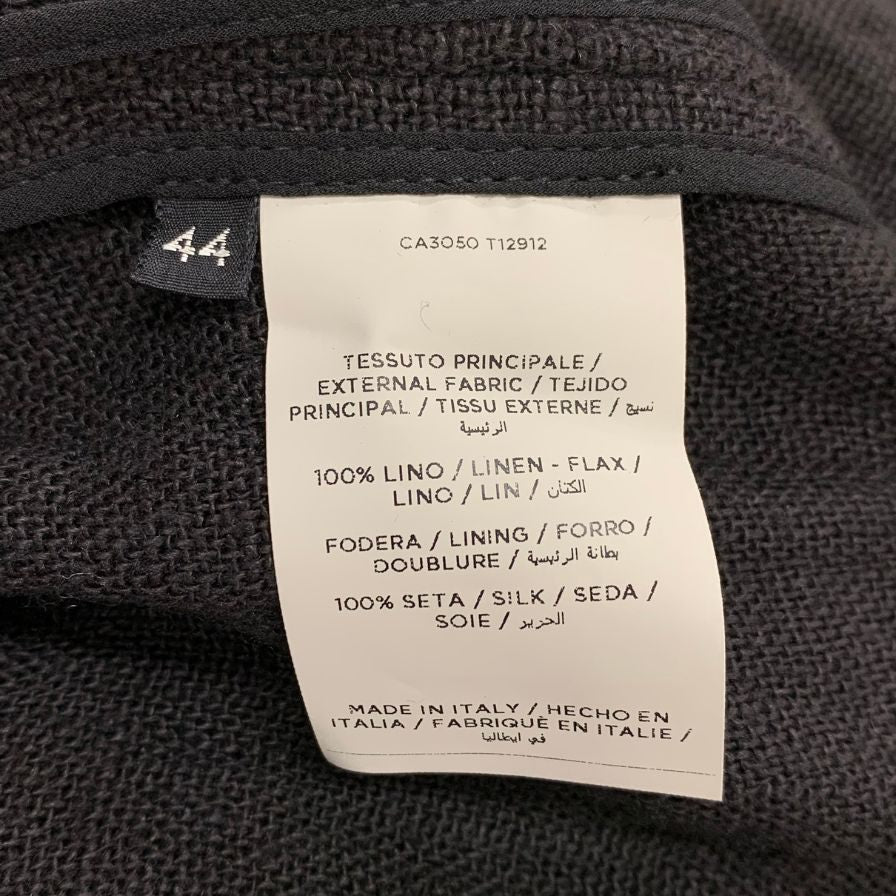 44
CA3050 T12912
TESSUTO PRINCIPALE /
EXTERNAL FABRIC / TEJIDO
PRINCIPAL / TISSU EXTERNE / نسيج
الرئيسية
100% LINO / LINEN - FLAX /
LINO / LIN / الكتان
FODERA / LINING / FORRO /
DOUBLURE / بطانة الرئيسية
100% SETA / SILK / SEDA /
SOIE / الحرير
MADE IN ITALY / HECHO EN
ITALIA / FABRIQUÈ EN ITALIE /
في ايطاليا